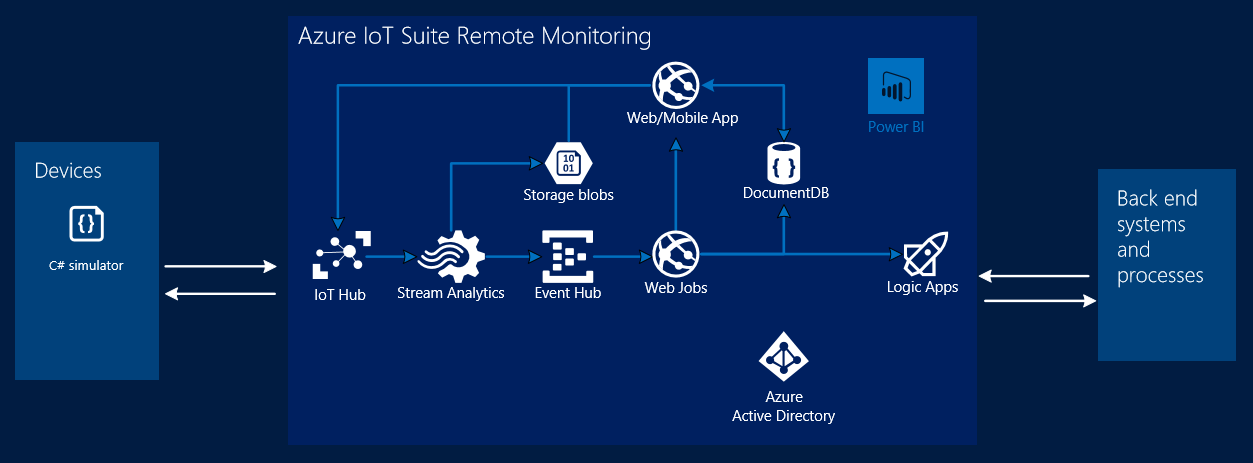 Azure IoT Suite Remote Monitoring
Web/Mobile App
Power BI
Devices
C# simulator
10
01
Storage blobs
{ }
DocumentDB
Back end
systems
and
processes
{}
IoT Hub
Stream Analytics
Event Hub
Web Jobs
Logic Apps
Azure
Active Directory